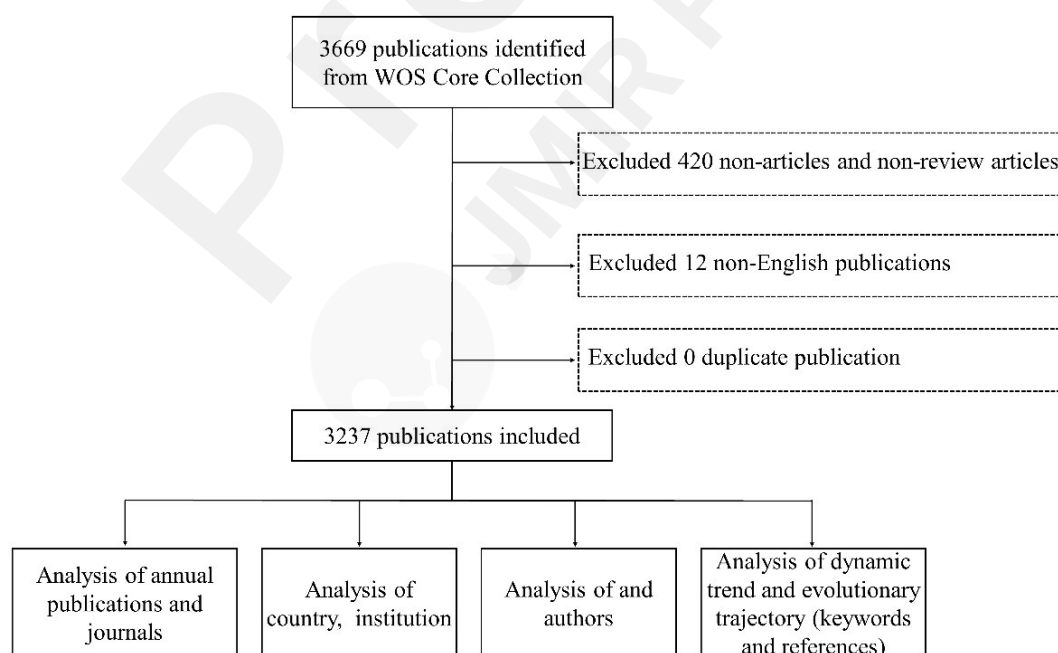 3669 publications identified
from WOS Core Collection
Excluded 420 non-articles and non-review articles
Excluded 12 non-English publications
Excluded 0 duplicate publication
3237 publications included
Analysis of annual
publications and
journals
Analysis of
country, institution
Analysis of and
authors
Analysis of dynamic
trend and evolutionary
trajectory (keywords
and references)
Pr
JMIR P